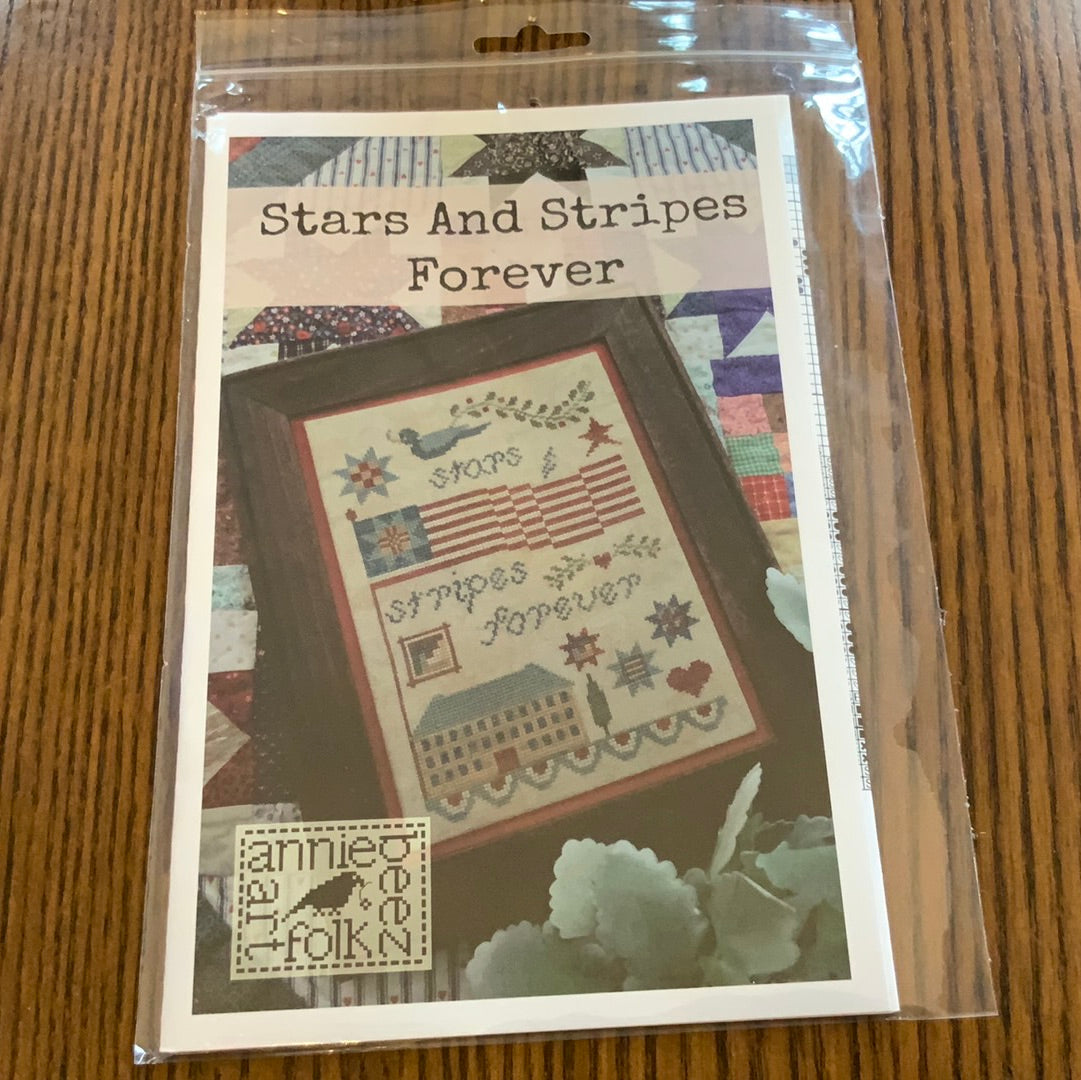 Stars And Stripes
Forever
stars &
stripes
forever
annie beez
folk art